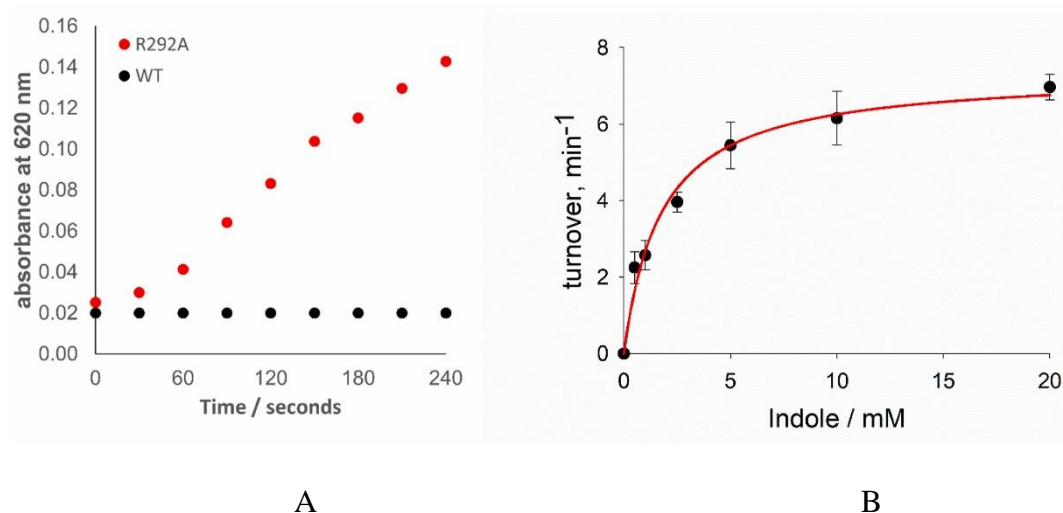 0.16
0.14
0.12
0.10
0.08
0.06
0.04
0.02
0.00
absorbance at 620 nm
R292A
WT
0 60 120 180 240
Time / seconds
8
6
4
2
0
turnover, min⁻¹
0 5 10 15 20
Indole / mM
A B